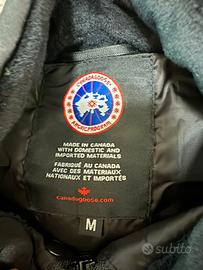 CANADA GOOSE
ARCTIC PROGRAM
MADE IN CANADA
WITH DOMESTIC AND
IMPORTED MATERIALS
FABRIQUÉ AU CANADA
AVEC DES MATÉRIAUX
NATIONAUX ET IMPORTÉS
canadagoose.com
M
subito